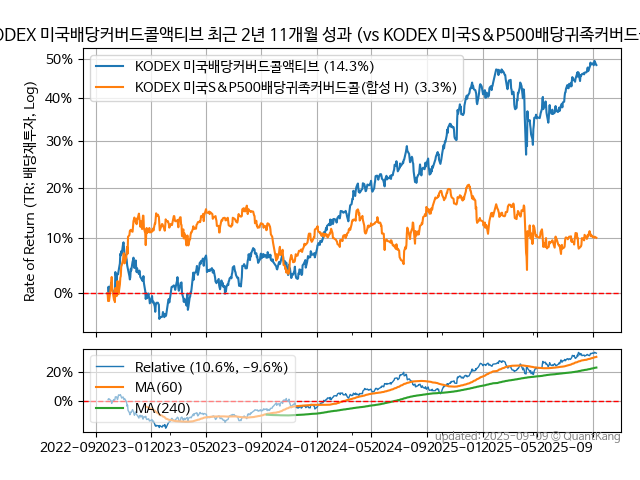 ODEX 미국배당커버드콜액티브 최근 2년 11개월 성과 (vs KODEX 미국S&P500배당귀족커버드
50%
40%
30%
20%
10%
0%
Rate of Return (TR: 배당재투자, Log)
KODEX 미국배당커버드콜액티브 (14.3%)
KODEX 미국S&P500배당귀족커버드콜(합성 H) (3.3%)
20%
0%
Relative (10.6%, -9.6%)
MA(60)
MA(240)
2022-09 2023-01 2023-05 2023-09 2024-01 2024-05 2024-09 2025-01 2025-05 2025-09
updated: 2025-09-09 © QuantKang